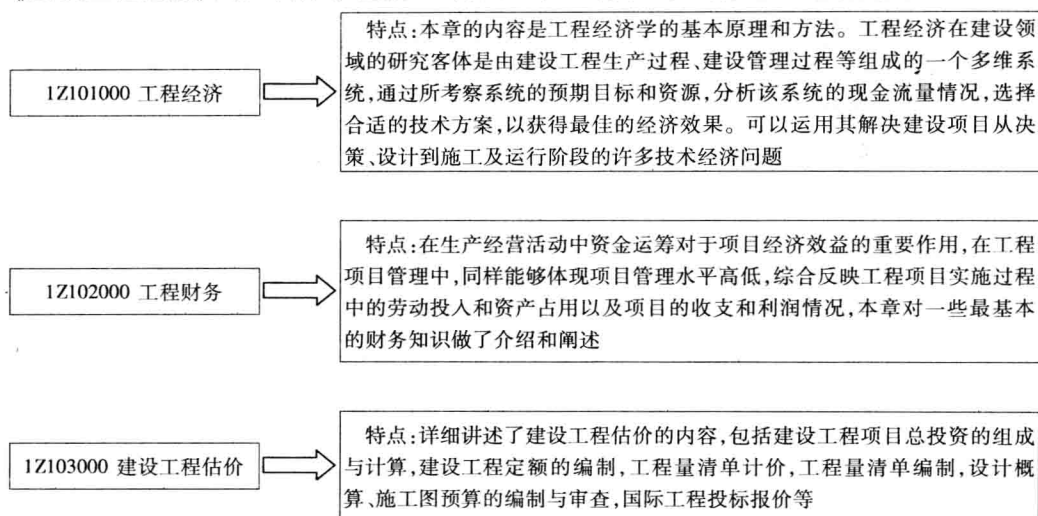 特点:本章的内容是工程经济学的基本原理和方法。工程经济在建设领
域的研究客体是由建设工程生产过程、建设管理过程等组成的一个多维系
1Z101000 工程经济
统,通过所考察系统的预期目标和资源,分析该系统的现金流量情况,选择
合适的技术方案,以获得最佳的经济效果。可以运用其解决建设项目从决
策、设计到施工及运行阶段的许多技术经济问题
特点:在生产经营活动中资金运筹对于项目经济效益的重要作用,在工程
项目管理中,同样能够体现项目管理水平高低,综合反映工程项目实施过程
1Z102000 工程财务
中的劳动投入和资产占用以及项目的收支和利润情况,本章对一些最基本
的财务知识做了介绍和阐述
特点:详细讲述了建设工程估价的内容,包括建设工程项目总投资的组成
1Z103000 建设工程估价
与计算,建设工程定额的编制,工程量清单计价,工程量清单编制,设计概
算、施工图预算的编制与审查,国际工程投标报价等